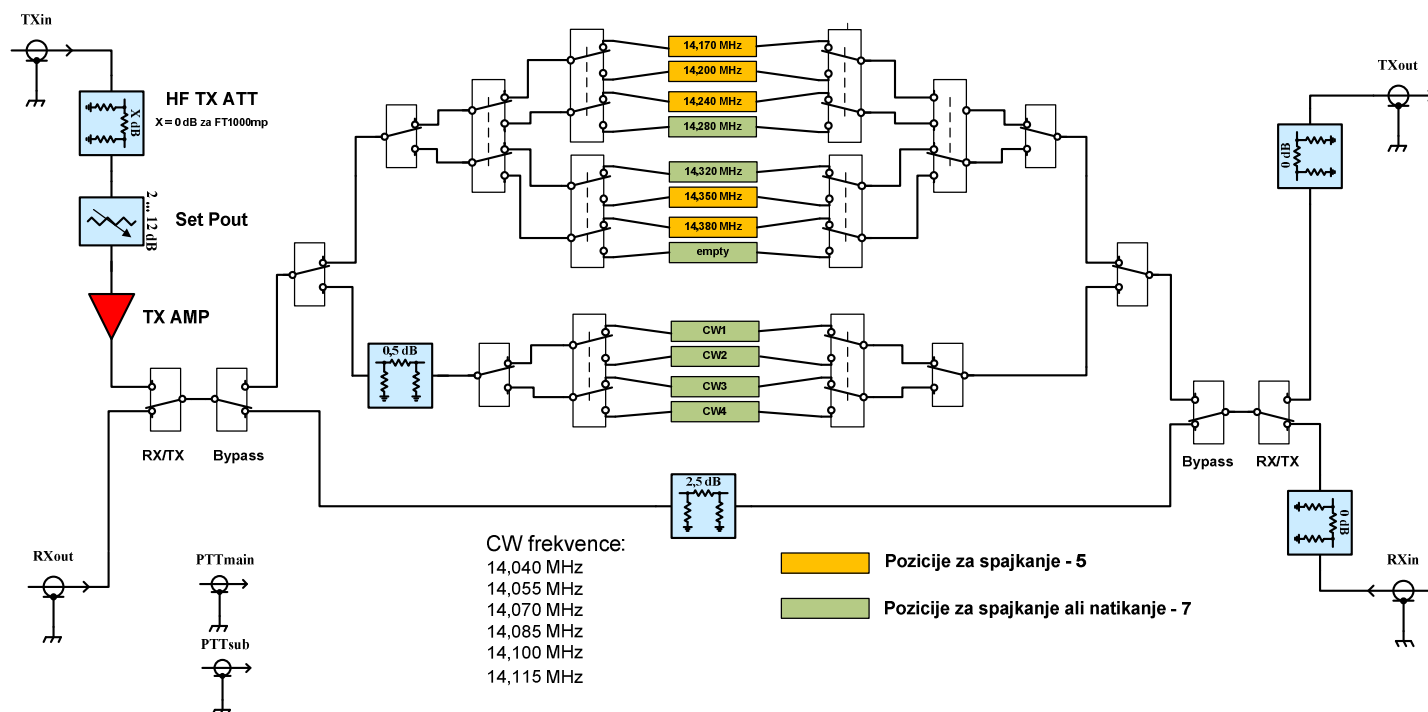 TXin
HF TX ATT
X = 0 dB za FT1000mp
X dB
2 ... 12 dB
Set Pout
TX AMP
RX/TX
Bypass
RXout
PTTmain
PTTsub
14,170 MHz
14,200 MHz
14,240 MHz
14,280 MHz
14,320 MHz
14,350 MHz
14,380 MHz
empty
0,5 dB
CW1
CW2
CW3
CW4
2,5 dB
CW frekvence:
14,040 MHz
14,055 MHz
14,070 MHz
14,085 MHz
14,100 MHz
14,115 MHz
Pozicije za spajkanje - 5
Pozicije za spajkanje ali natikanje - 7
TXout
0 dB
Bypass
RX/TX
0 dB
RXin